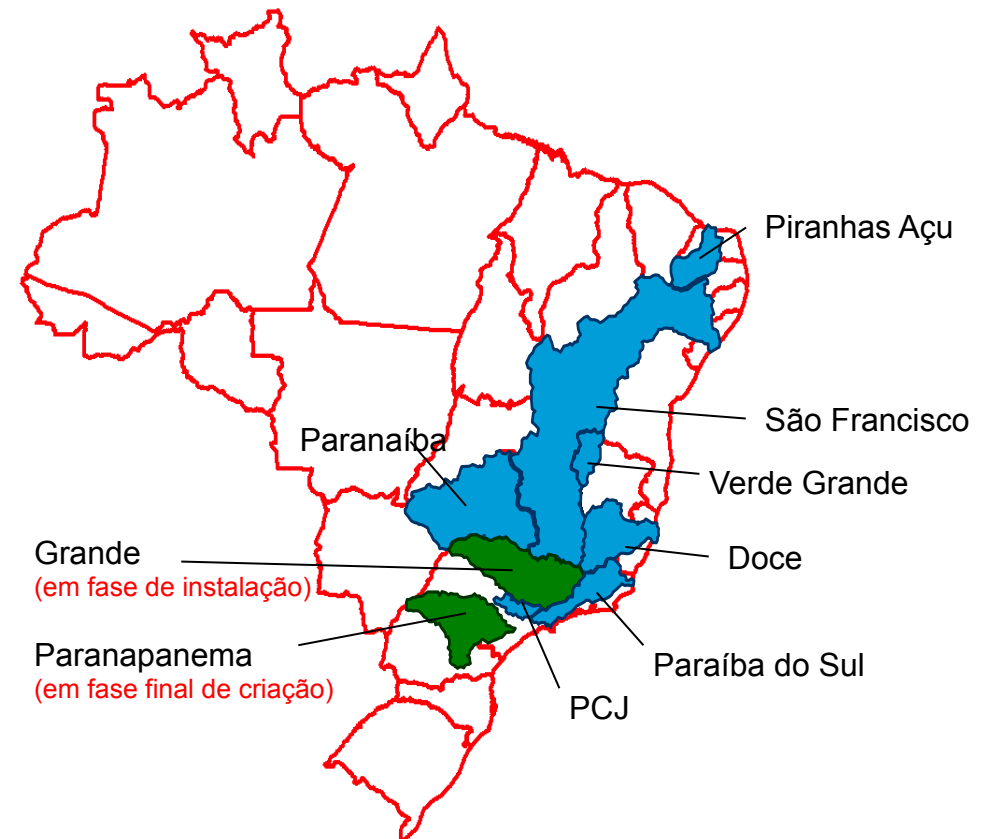 Piranhas Açu
São Francisco
Paranaíba
Verde Grande
Grande
(em fase de instalação)
Doce
Paranapanema
(em fase final de criação)
Paraíba do Sul
PCJ